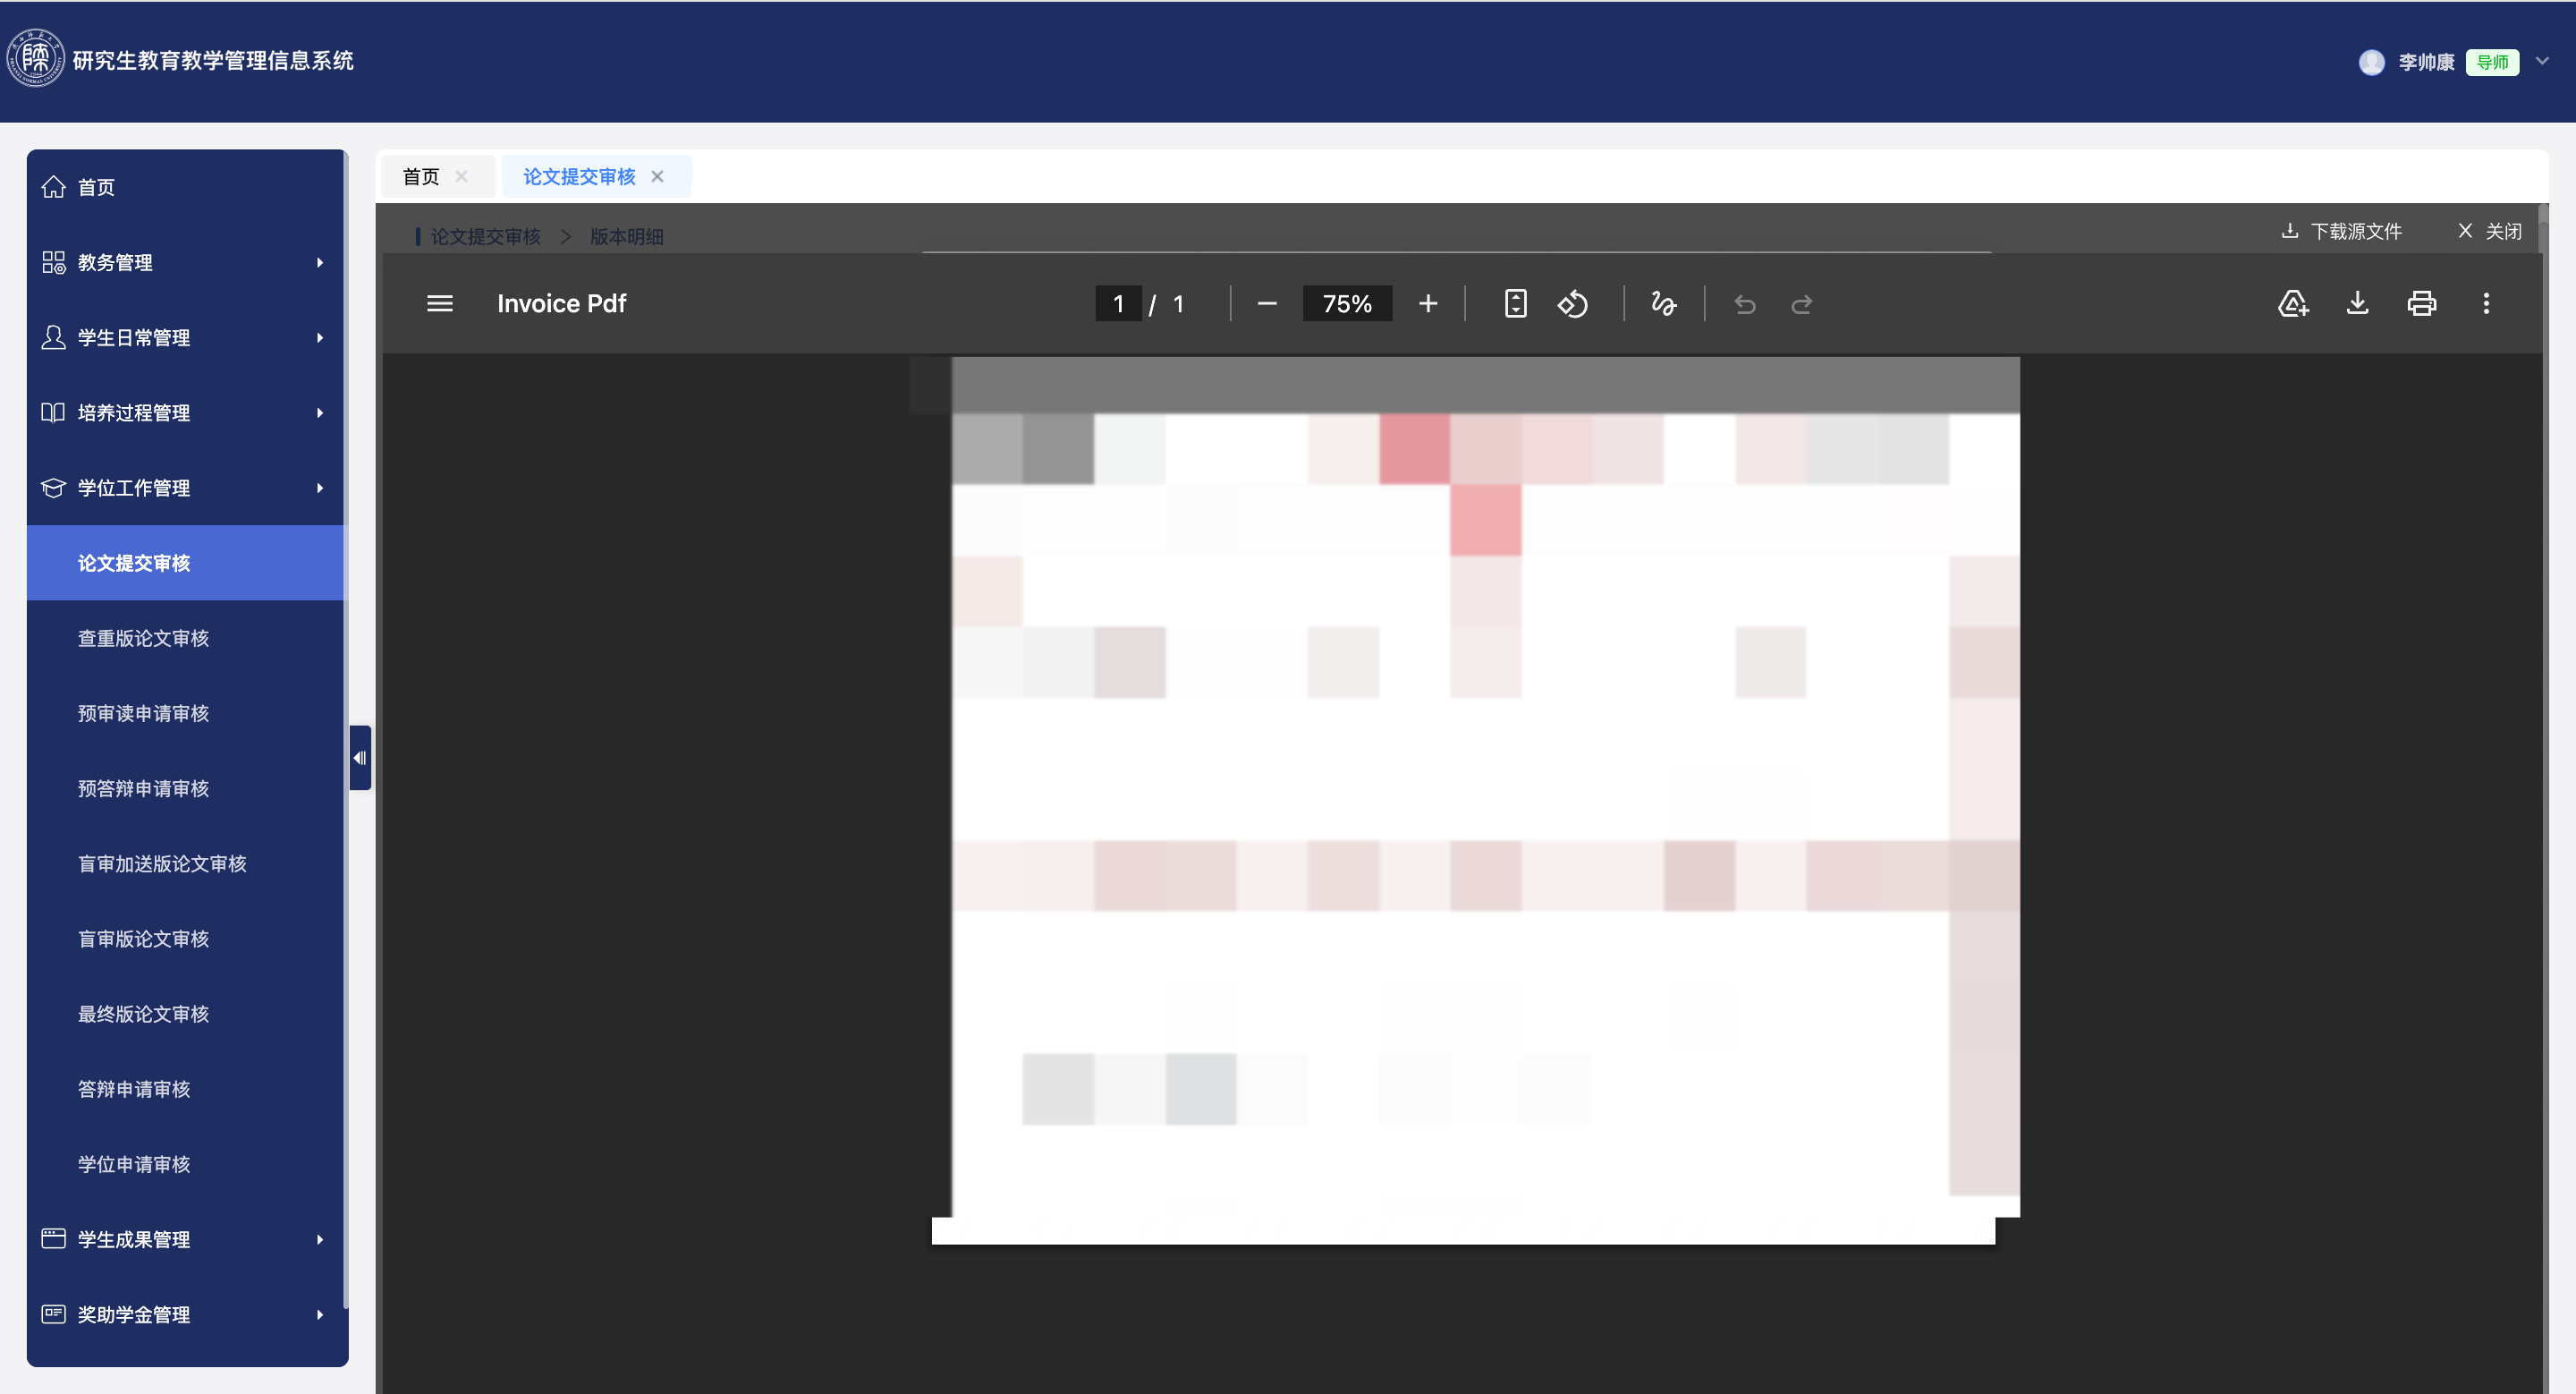 研究生教育教学管理信息系统
李帅康 导师
首页
教务管理
学生日常管理
培养过程管理
学位工作管理
论文提交审核
查重版论文审核
预审读申请审核
预答辩申请审核
盲审加送版论文审核
盲审版论文审核
最终版论文审核
答辩申请审核
学位申请审核
学生成果管理
奖助学金管理
首页 论文提交审核
论文提交审核 > 版本明细
下载源文件 关闭
Invoice Pdf 1 / 1 75%